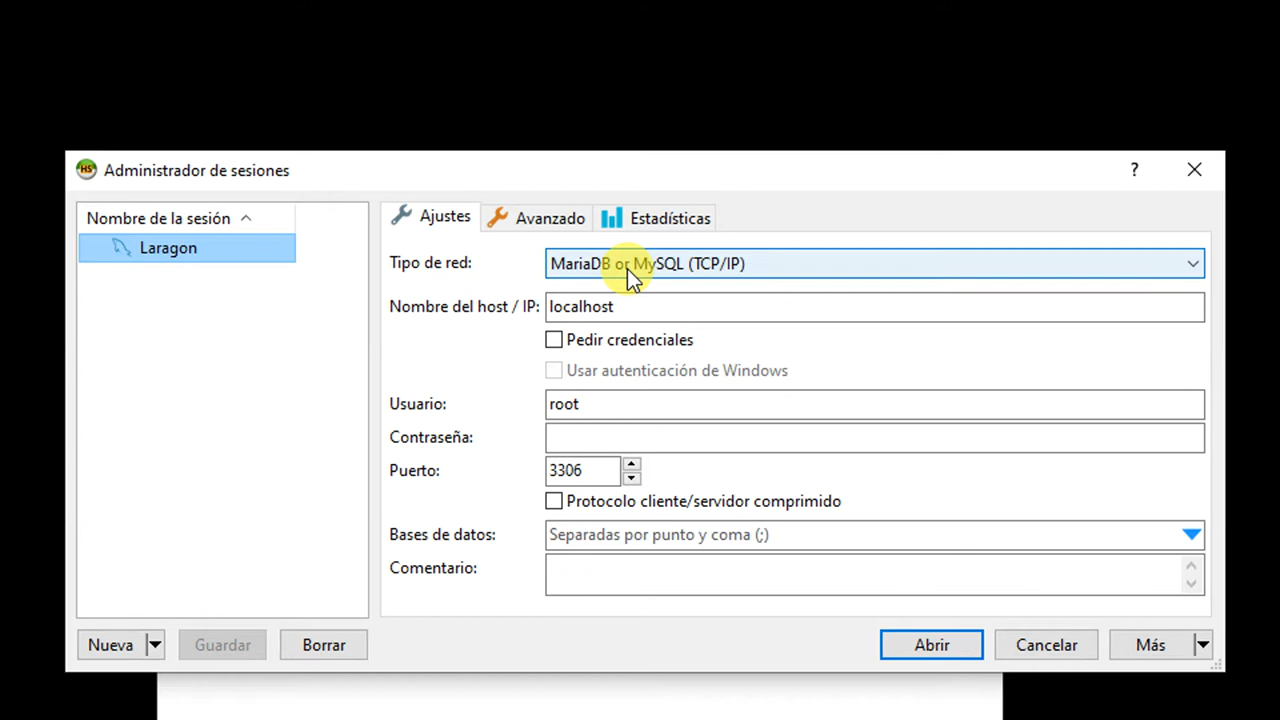 HS Administrador de sesiones ?
Nombre de la sesión
Laragon
Ajustes Avanzado Estadísticas
Tipo de red: MariaDB or MySQL (TCP/IP)
Nombre del host / IP: localhost
Pedir credenciales
Usar autenticación de Windows
Usuario: root
Contraseña:
Puerto: 3306
Protocolo cliente/servidor comprimido
Bases de datos: Separadas por punto y coma (;)
Comentario:
Nueva Guardar Borrar Abrir Cancelar Más